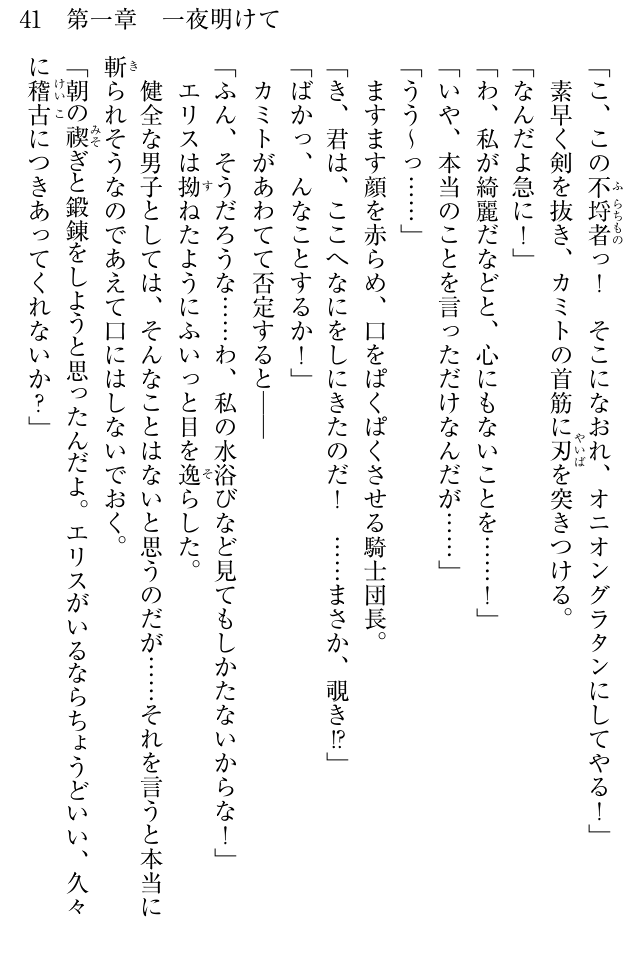 41　第一章　一夜明けて
「こ、この不埒者っ！　そこになおれ、オニオングラタンにしてやる！」
素早く剣を抜き、カミトの首筋に刃を突きつける。
「なんだよ急に！」
「わ、私が綺麗だなどと、心にもないことを……！」
「いや、本当のことを言っただけなんだが……」
「うう～っ……」
ますます顔を赤らめ、口をぱくぱくさせる騎士団長。
「き、君は、ここへなにをしにきたのだ！　……まさか、覗き!?」
「ばかっ、んなことするか！」
カミトがあわてて否定すると――
「ふん、そうだろうな……わ、私の水浴びなど見てもしかたないからな！」
エリスは拗ねたようにふいっと目を逸らした。
健全な男子としては、そんなことはないと思うのだが……それを言うと本当に
斬られそうなのであえて口にはしないでおく。
「朝の禊ぎと鍛錬をしようと思ったんだよ。エリスがいるならちょうどいい、久々
に稽古につきあってくれないか？」